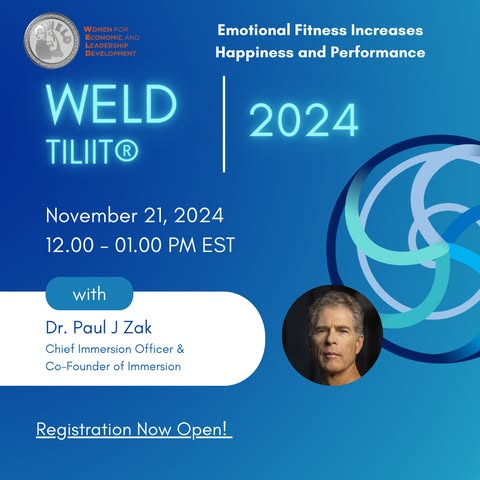 Women for
Economic and
Leadership
Development
Emotional Fitness Increases
Happiness and Performance
WELD
TILIIT®
2024
November 21, 2024
12.00 - 01.00 PM EST
with
Dr. Paul J Zak
Chief Immersion Officer &
Co-Founder of Immersion
Registration Now Open!